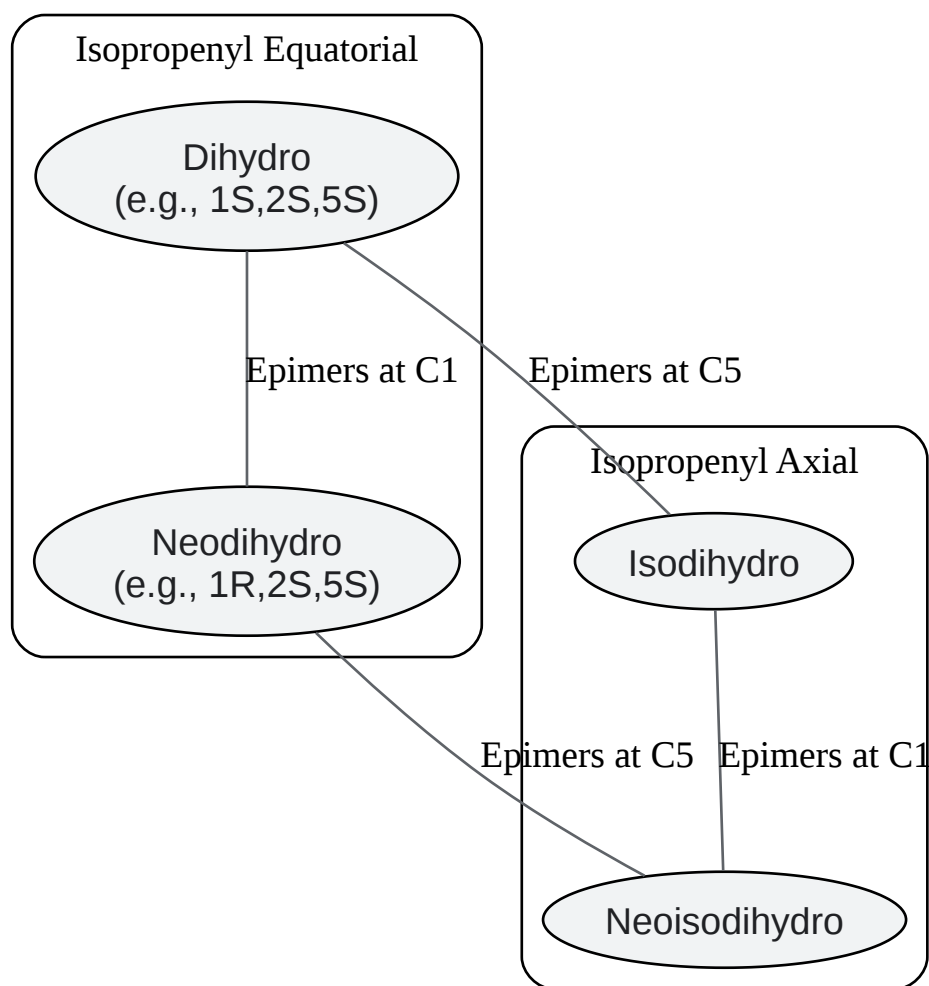 Isopropenyl Equatorial
Dihydro
(e.g., 1S,2S,5S)
Epimers at C1
Epimers at C5
Isopropenyl Axial
Neodihydro
(e.g., 1R,2S,5S)
Isodihydro
Epimers at C5
Epimers at C1
Neoisodihydro